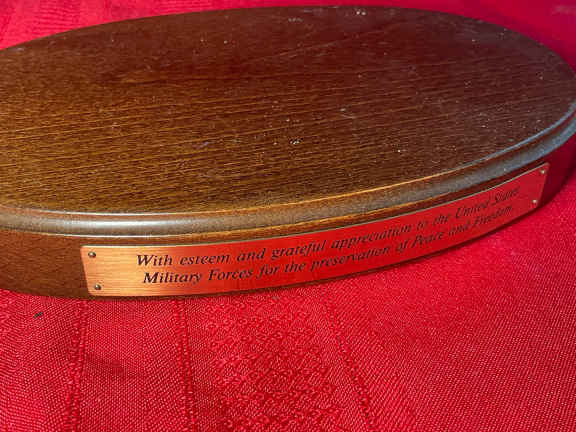 With esteem and grateful appreciation to the United States
Military Forces for the preservation of Peace and Freedom.